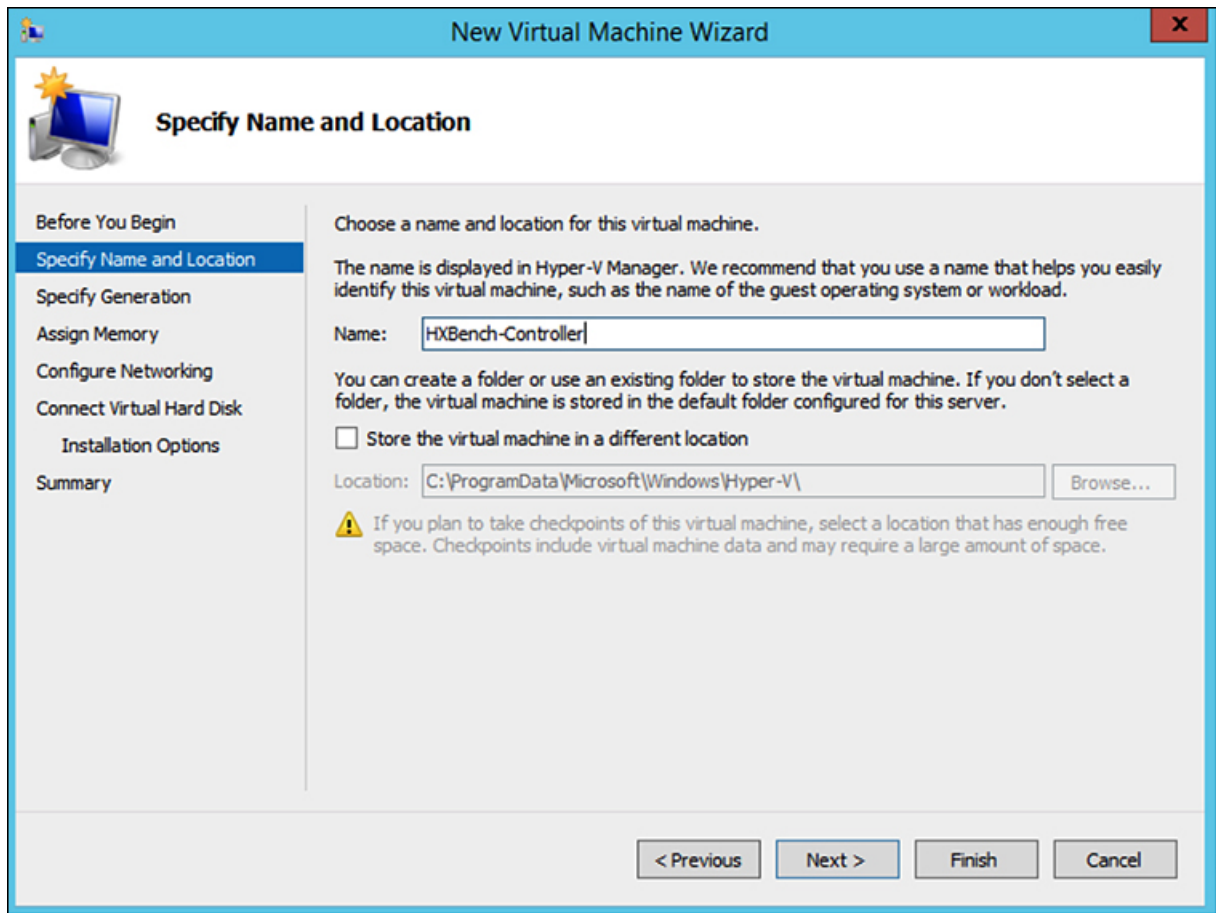 New Virtual Machine Wizard
x
Specify Name and Location
Before You Begin
Specify Name and Location
Specify Generation
Assign Memory
Configure Networking
Connect Virtual Hard Disk
Installation Options
Summary
Choose a name and location for this virtual machine.
The name is displayed in Hyper-V Manager. We recommend that you use a name that helps you easily
identify this virtual machine, such as the name of the guest operating system or workload.
Name: HXBench-Controller
You can create a folder or use an existing folder to store the virtual machine. If you don't select a
folder, the virtual machine is stored in the default folder configured for this server.
Store the virtual machine in a different location
Location: C:\ProgramData\Microsoft\Windows\Hyper-V\ Browse...
If you plan to take checkpoints of this virtual machine, select a location that has enough free
space. Checkpoints include virtual machine data and may require a large amount of space.
< Previous Next > Finish Cancel